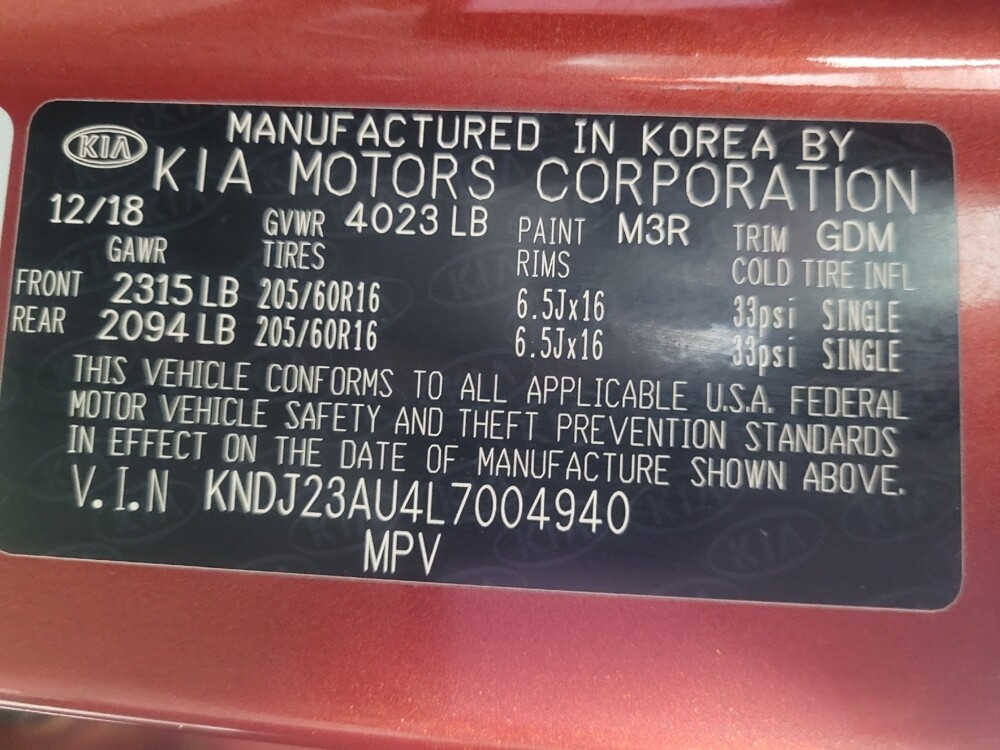 KIA MANUFACTURED IN KOREA BY
KIA MOTORS CORPORATION
12/18 GVWR 4023 LB PAINT M3R TRIM GDM
GAWR TIRES RIMS COLD TIRE INFL
FRONT 2315 LB 205/60R16 6.5Jx16 33psi SINGLE
REAR 2094 LB 205/60R16 6.5Jx16 33psi SINGLE
THIS VEHICLE CONFORMS TO ALL APPLICABLE U.S.A. FEDERAL
MOTOR VEHICLE SAFETY AND THEFT PREVENTION STANDARDS
IN EFFECT ON THE DATE OF MANUFACTURE SHOWN ABOVE.
V.I.N KNDJ23AU4L7004940
MPV